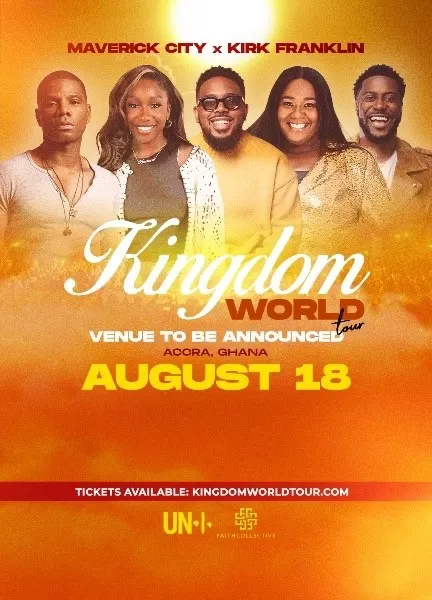 MAVERICK CITY x KIRK FRANKLIN
Kingdom
WORLD
tour
VENUE TO BE ANNOUNCED
ACCRA, GHANA
AUGUST 18
TICKETS AVAILABLE: KINGDOMWORLDTOUR.COM
UN·I·
FAITHCOLLECTIVE